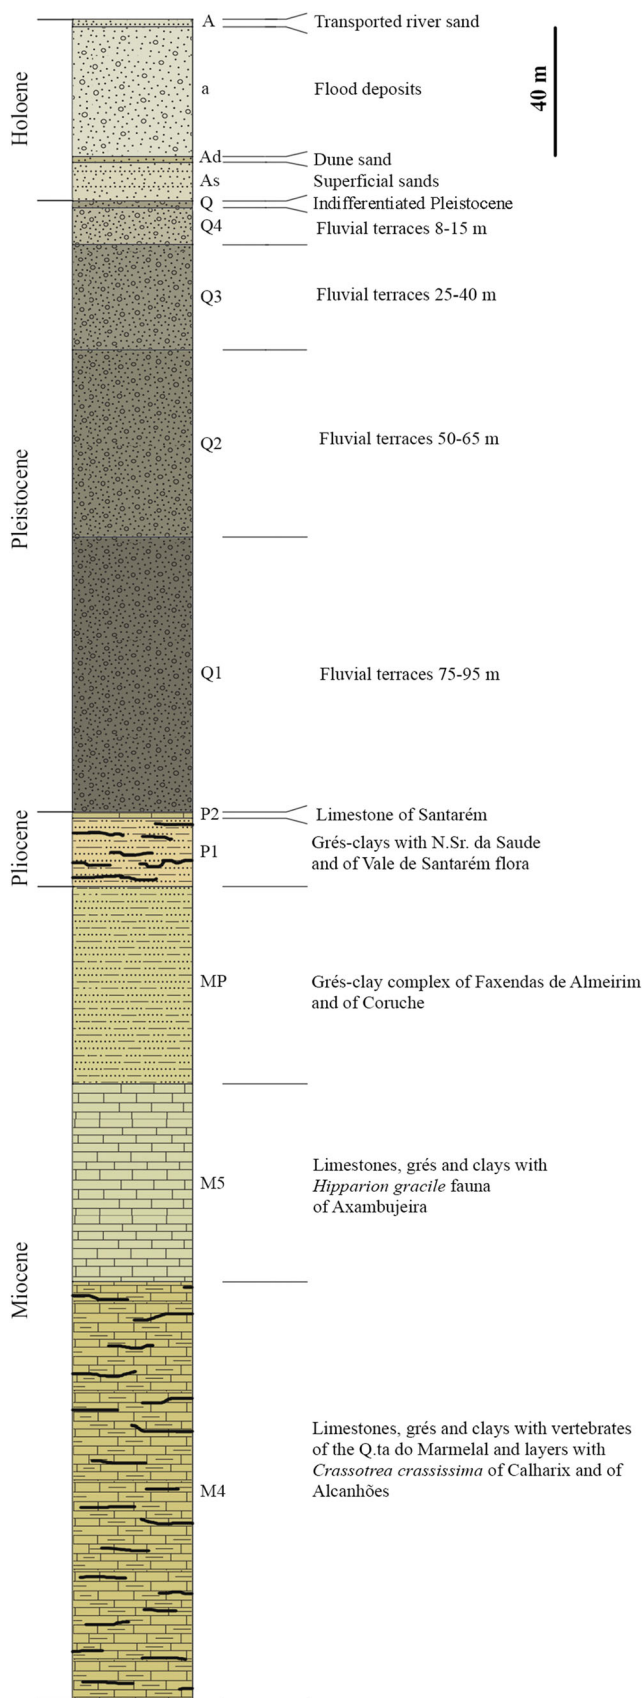 Holoene
A Transported river sand
a Flood deposits
40 m
Ad Dune sand
As Superficial sands
Q Indifferentiated Pleistocene
Pleistocene
Q4 Fluvial terraces 8-15 m
Q3 Fluvial terraces 25-40 m
Q2 Fluvial terraces 50-65 m
Q1 Fluvial terraces 75-95 m
Pliocene
P2 Limestone of Santarém
P1 Grés-clays with N.Sr. da Saude
and of Vale de Santarém flora
Miocene
MP Grés-clay complex of Faxendas de Almeirim
and of Coruche
M5 Limestones, grés and clays with
Hipparion gracile fauna
of Axambujeira
M4 Limestones, grés and clays with vertebrates
of the Q.ta do Marmelal and layers with
Crassotrea crassissima of Calharix and of
Alcanhões